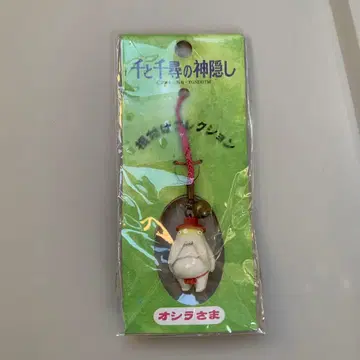 千と千尋の神隠し
根付けコレクション
オシラさま